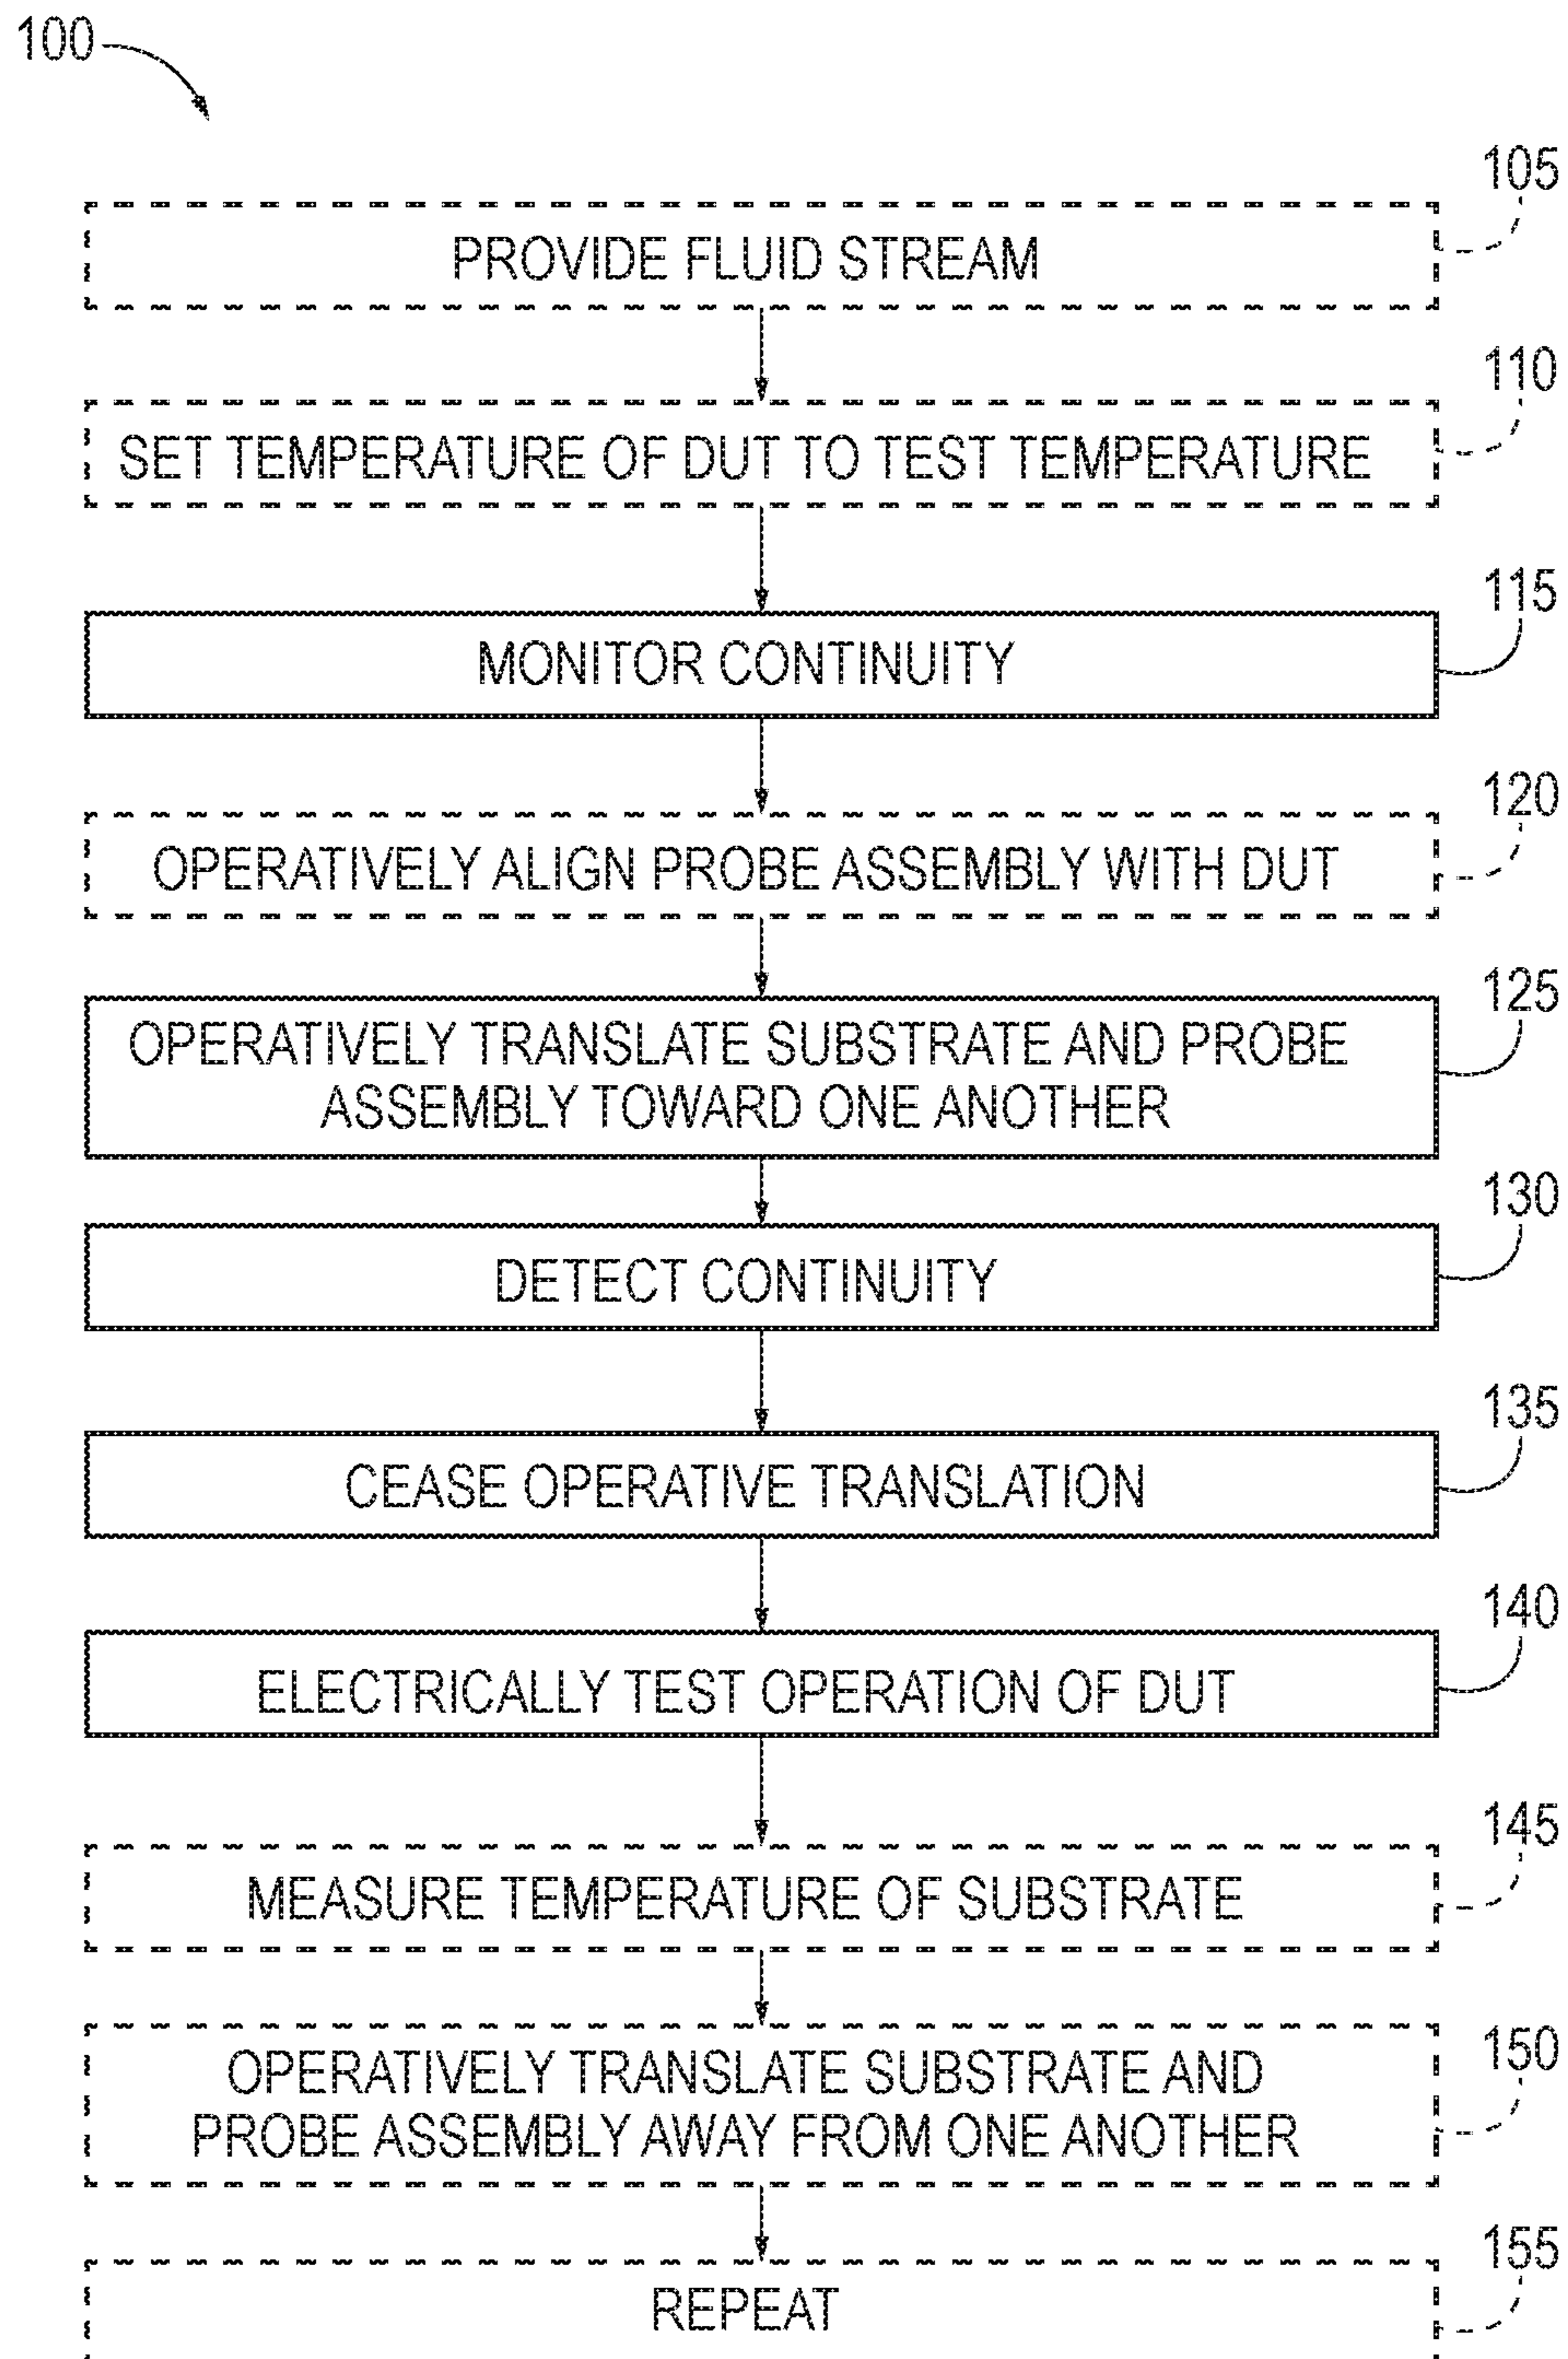 100
105
PROVIDE FLUID STREAM
110
SET TEMPERATURE OF DUT TO TEST TEMPERATURE
115
MONITOR CONTINUITY
120
OPERATIVELY ALIGN PROBE ASSEMBLY WITH DUT
125
OPERATIVELY TRANSLATE SUBSTRATE AND PROBE
ASSEMBLY TOWARD ONE ANOTHER
130
DETECT CONTINUITY
135
CEASE OPERATIVE TRANSLATION
140
ELECTRICALLY TEST OPERATION OF DUT
145
MEASURE TEMPERATURE OF SUBSTRATE
150
OPERATIVELY TRANSLATE SUBSTRATE AND
PROBE ASSEMBLY AWAY FROM ONE ANOTHER
155
REPEAT